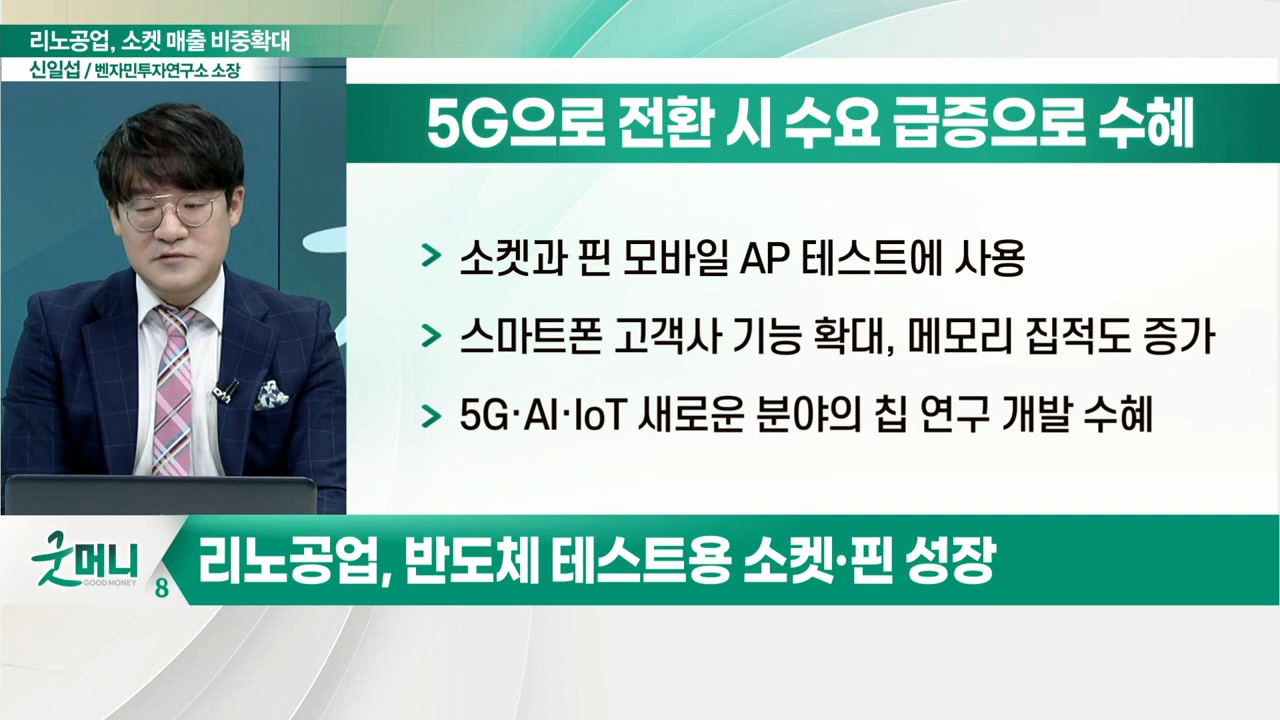 리노공업, 소켓 매출 비중확대
신일섭 / 벤자민투자연구소 소장
5G으로 전환 시 수요 급증으로 수혜
> 소켓과 핀 모바일 AP 테스트에 사용
> 스마트폰 고객사 기능 확대, 메모리 집적도 증가
> 5G·AI·IoT 새로운 분야의 칩 연구 개발 수혜
굿머니
GOOD MONEY
8
리노공업, 반도체 테스트용 소켓·핀 성장